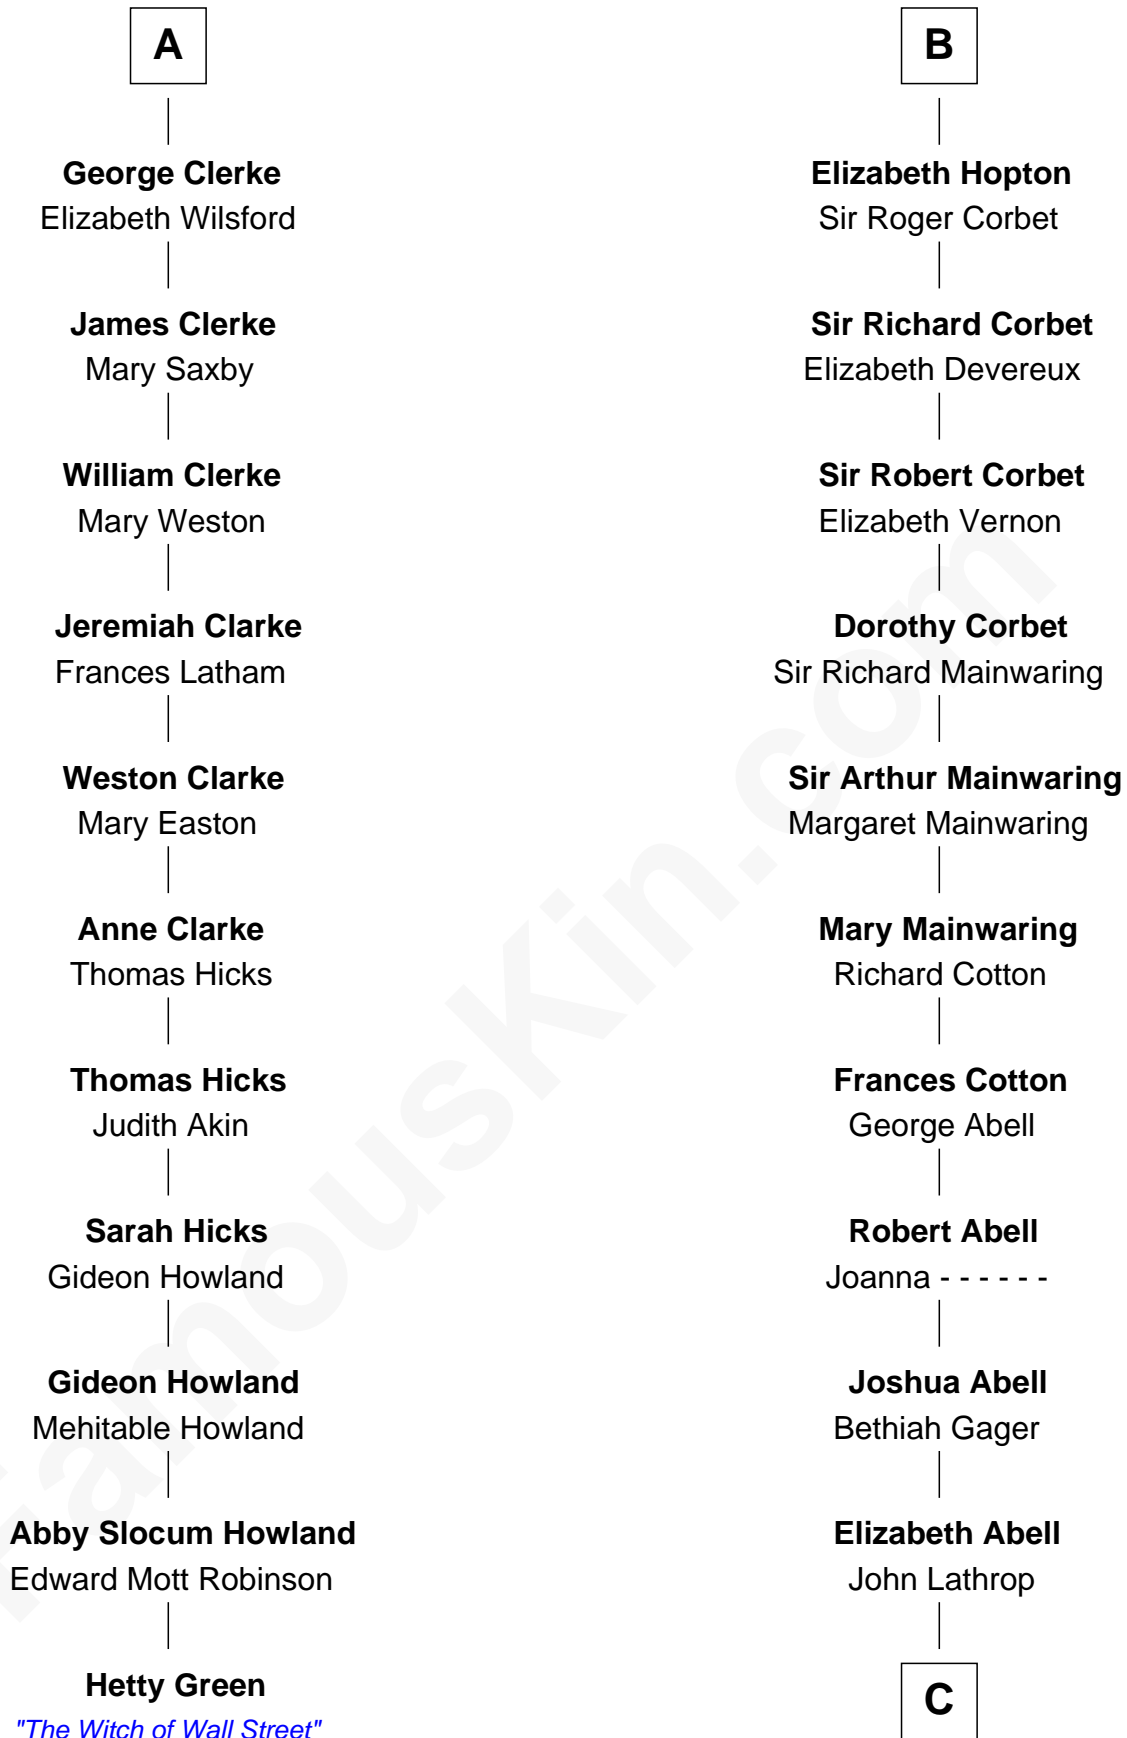 A
George Clerke
Elizabeth Wilsford
James Clerke
Mary Saxby
William Clerke
Mary Weston
Jeremiah Clarke
Frances Latham
Weston Clarke
Mary Easton
Anne Clarke
Thomas Hicks
Thomas Hicks
Judith Akin
Sarah Hicks
Gideon Howland
Gideon Howland
Mehitable Howland
Abby Slocum Howland
Edward Mott Robinson
Hetty Green
"The Witch of Wall Street"
B
Elizabeth Hopton
Sir Roger Corbet
Sir Richard Corbet
Elizabeth Devereux
Sir Robert Corbet
Elizabeth Vernon
Dorothy Corbet
Sir Richard Mainwaring
Sir Arthur Mainwaring
Margaret Mainwaring
Mary Mainwaring
Richard Cotton
Frances Cotton
George Abell
Robert Abell
Joanna - - - - - -
Joshua Abell
Bethiah Gager
Elizabeth Abell
John Lathrop
C
FamousKin.com